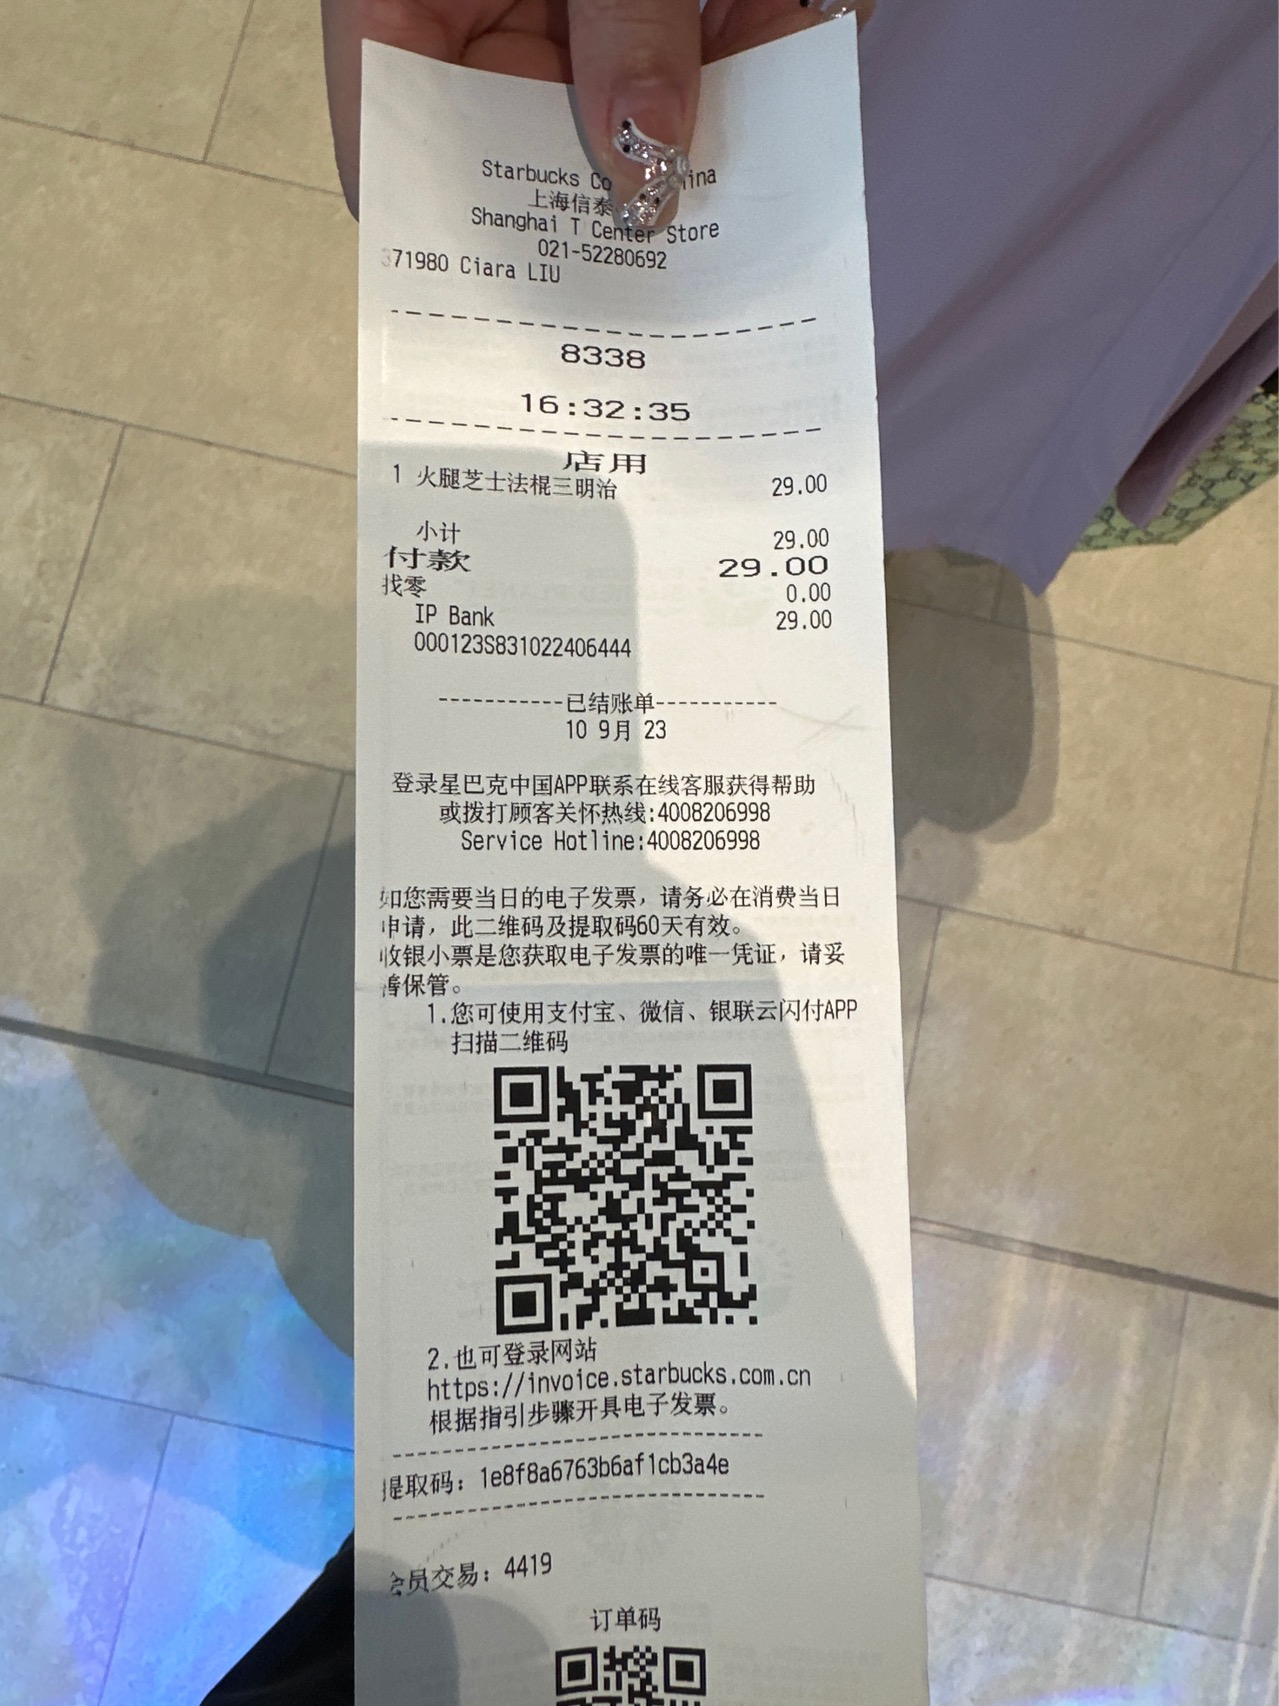 Starbucks Co
上海信泰
Shanghai T Center Store
021-52280692
371980 Ciara LIU
8338
16:32:35
店用
1 火腿芝士法棍三明治 29.00
小计 29.00
付款 29.00
找零 0.00
IP Bank 29.00
000123S831022406444
-----------已结账单-----------
10 9月 23
登录星巴克中国APP联系在线客服获得帮助
或拨打顾客关怀热线:4008206998
Service Hotline:4008206998
如您需要当日的电子发票，请务必在消费当日
申请，此二维码及提取码60天有效。
收银小票是您获取电子发票的唯一凭证，请妥
善保管。
1.您可使用支付宝、微信、银联云闪付APP
扫描二维码
2.也可登录网站
https://invoice.starbucks.com.cn
根据指引步骤开具电子发票。
提取码：1e8f8a6763b6af1cb3a4e
会员交易：4419
订单码